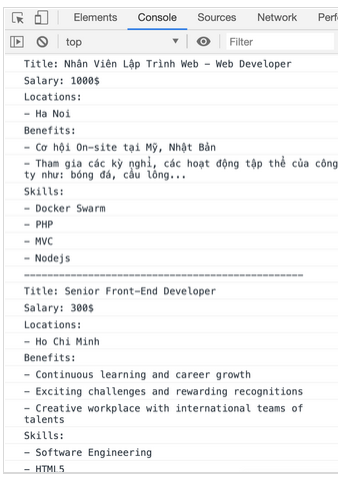 Elements Console Sources Network Perf
top Filter
Title: Nhân Viên Lập Trình Web - Web Developer
Salary: 1000$
Locations:
- Ha Noi
Benefits:
- Cơ hội On-site tại Mỹ, Nhật Bản
- Tham gia các kỳ nghỉ, các hoạt động tập thể của công
ty như: bóng đá, cầu lông...
Skills:
- Docker Swarm
- PHP
- MVC
- Nodejs
================================================
Title: Senior Front-End Developer
Salary: 300$
Locations:
- Ho Chi Minh
Benefits:
- Continuous learning and career growth
- Exciting challenges and rewarding recognitions
- Creative workplace with international teams of
talents
Skills:
- Software Engineering
- HTML5